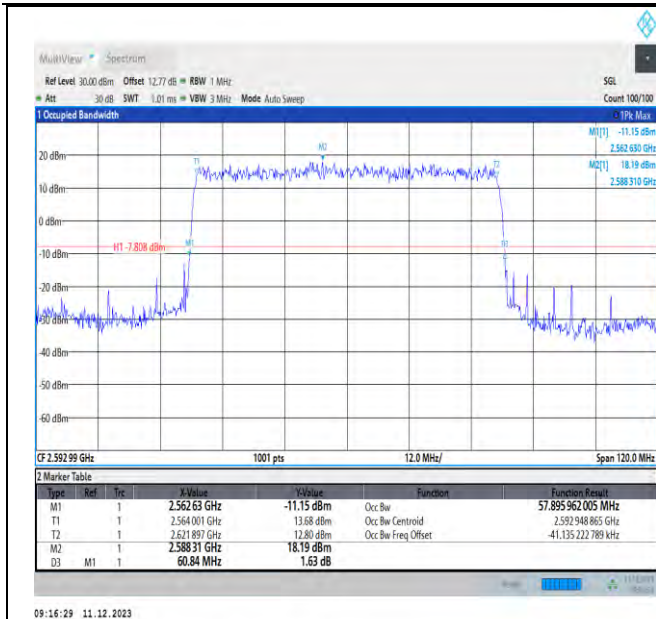 MultiView Spectrum
Ref Level 30.00 dBm Offset 12.77 dB RBW 1 MHz SGL
Att 30 dB SWT 1.01 ms VBW 3 MHz Mode Auto Sweep Count 100/100
1 Occupied Bandwidth 1Pk Max
M1[1] -11.15 dBm
2.562 630 GHz
M2[1] 18.19 dBm
2.588 310 GHz
M2
T1 T2
20 dBm
10 dBm
0 dBm
H1 -7.808 dBm
M1
-10 dBm
-20 dBm
-30 dBm
-40 dBm
-50 dBm
-60 dBm
CF 2.592 99 GHz 1001 pts 12.0 MHz/ Span 120.0 MHz
2 Marker Table
Type Ref Trc X-Value Y-Value Function Function Result
M1 1 2.562 63 GHz -11.15 dBm Occ Bw 57.895 962 005 MHz
T1 1 2.564 001 GHz 13.68 dBm Occ Bw Centroid 2.592 948 865 GHz
T2 1 2.621 897 GHz 12.80 dBm Occ Bw Freq Offset -41.135 222 789 kHz
M2 1 2.588 31 GHz 18.19 dBm
D3 M1 1 60.84 MHz 1.63 dB
09:16:29 11.12.2023